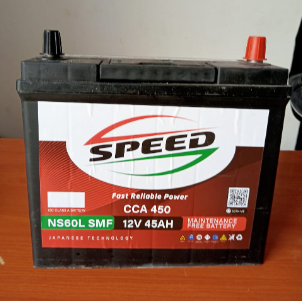 SPEED
Fast Reliable Power
CCA 450
NS60L SMF
12V 45AH
MAINTENANCE
FREE BATTERY
JAPANESE TECHNOLOGY